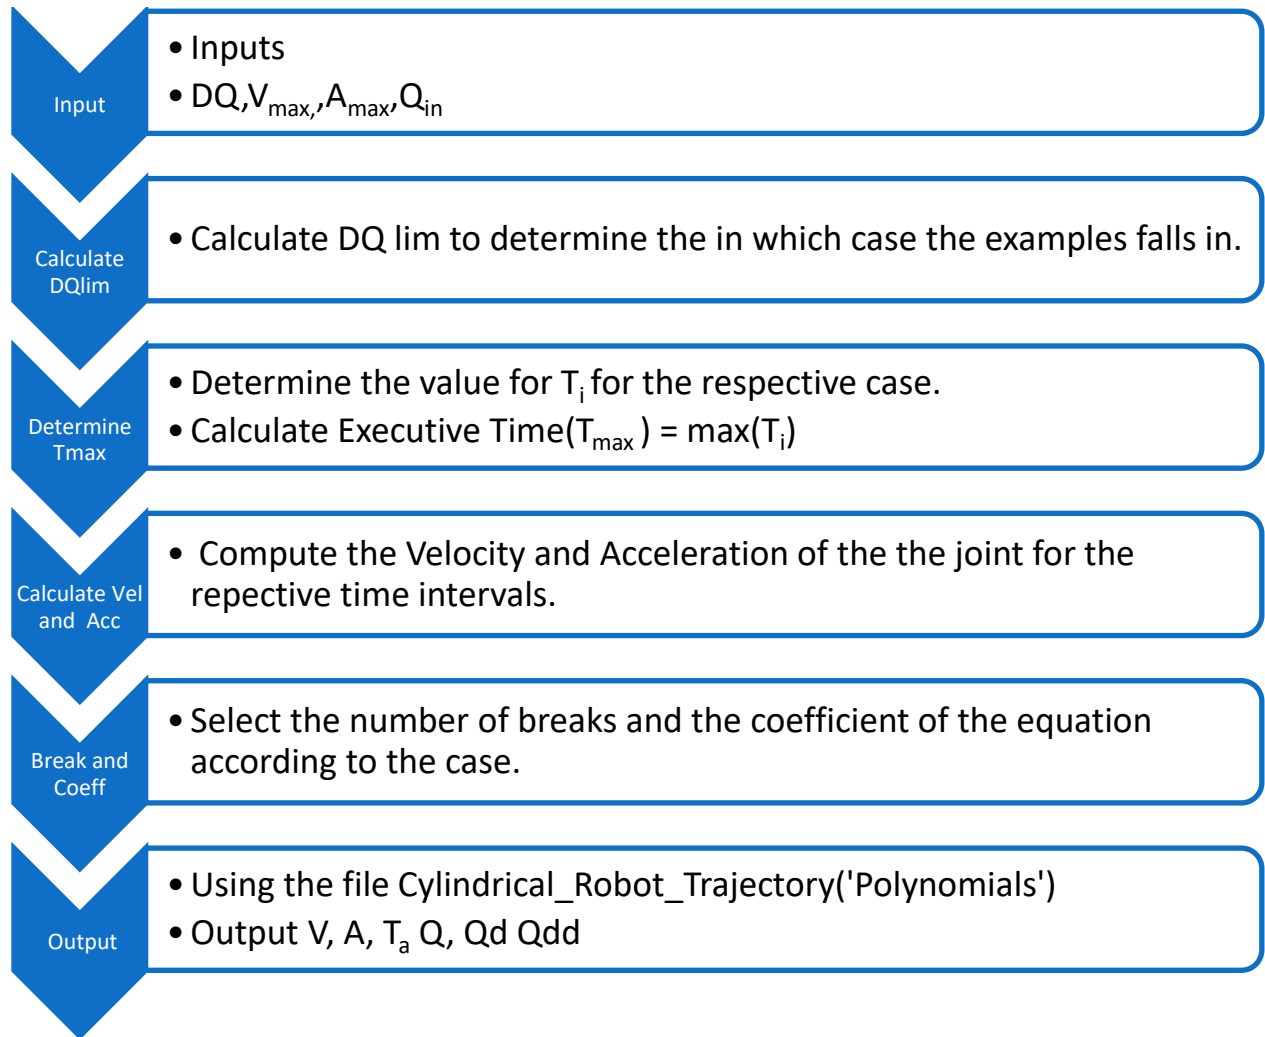 Input
• Inputs
• DQ,Vmax,,Amax,Qin
Calculate
DQlim
• Calculate DQ lim to determine the in which case the examples falls in.
Determine
Tmax
• Determine the value for Ti for the respective case.
• Calculate Executive Time(Tmax ) = max(Ti)
Calculate Vel
and Acc
• Compute the Velocity and Acceleration of the the joint for the
repective time intervals.
Break and
Coeff
• Select the number of breaks and the coefficient of the equation
according to the case.
Output
• Using the file Cylindrical_Robot_Trajectory('Polynomials')
• Output V, A, Ta Q, Qd Qdd